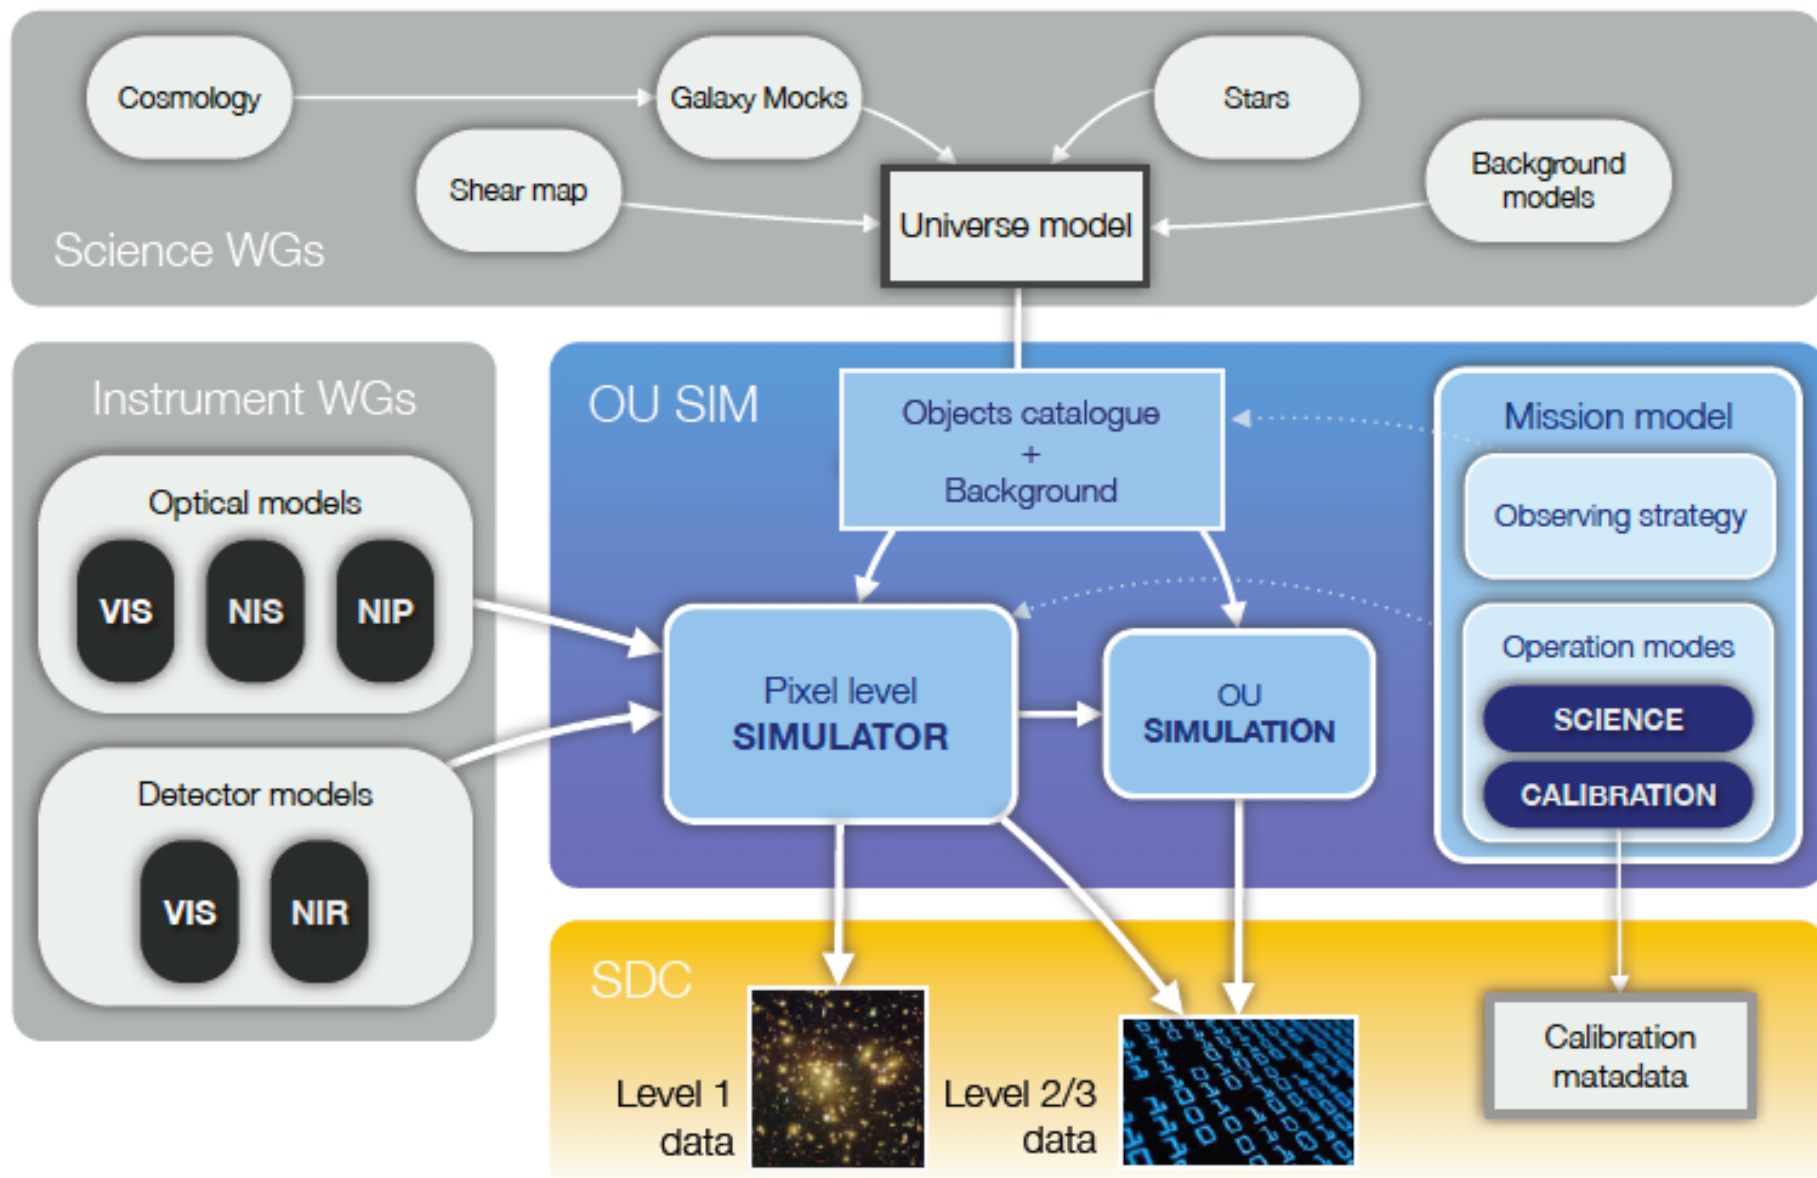 Cosmology
Galaxy Mocks
Stars
Shear map
Background
models
Universe model
Science WGs
Instrument WGs
Optical models
VIS
NIS
NIP
Detector models
VIS
NIR
OU SIM
Objects catalogue
+
Background
Mission model
Observing strategy
Operation modes
SCIENCE
CALIBRATION
Pixel level
SIMULATOR
OU
SIMULATION
SDC
Level 1
data
Level 2/3
data
Calibration
matadata